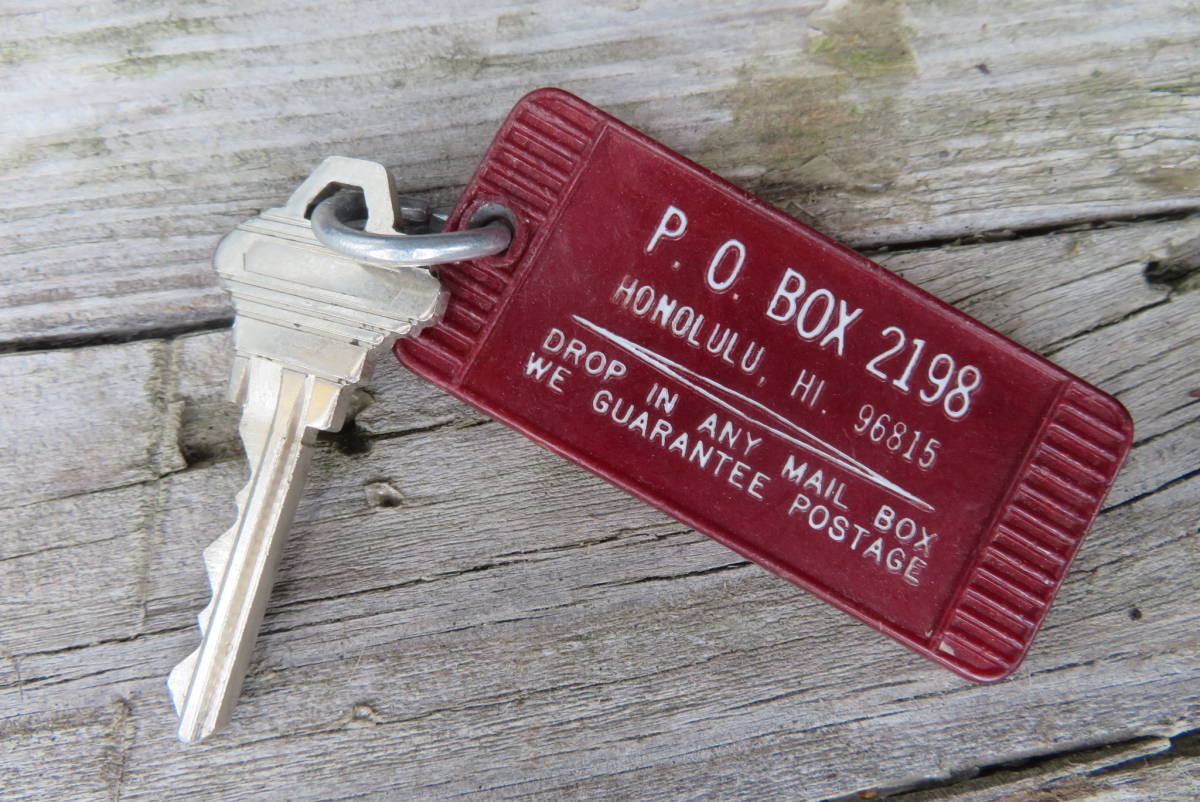 P. O. BOX 2198
HONOLULU, HI. 96815
DROP IN ANY MAIL BOX
WE GUARANTEE POSTAGE